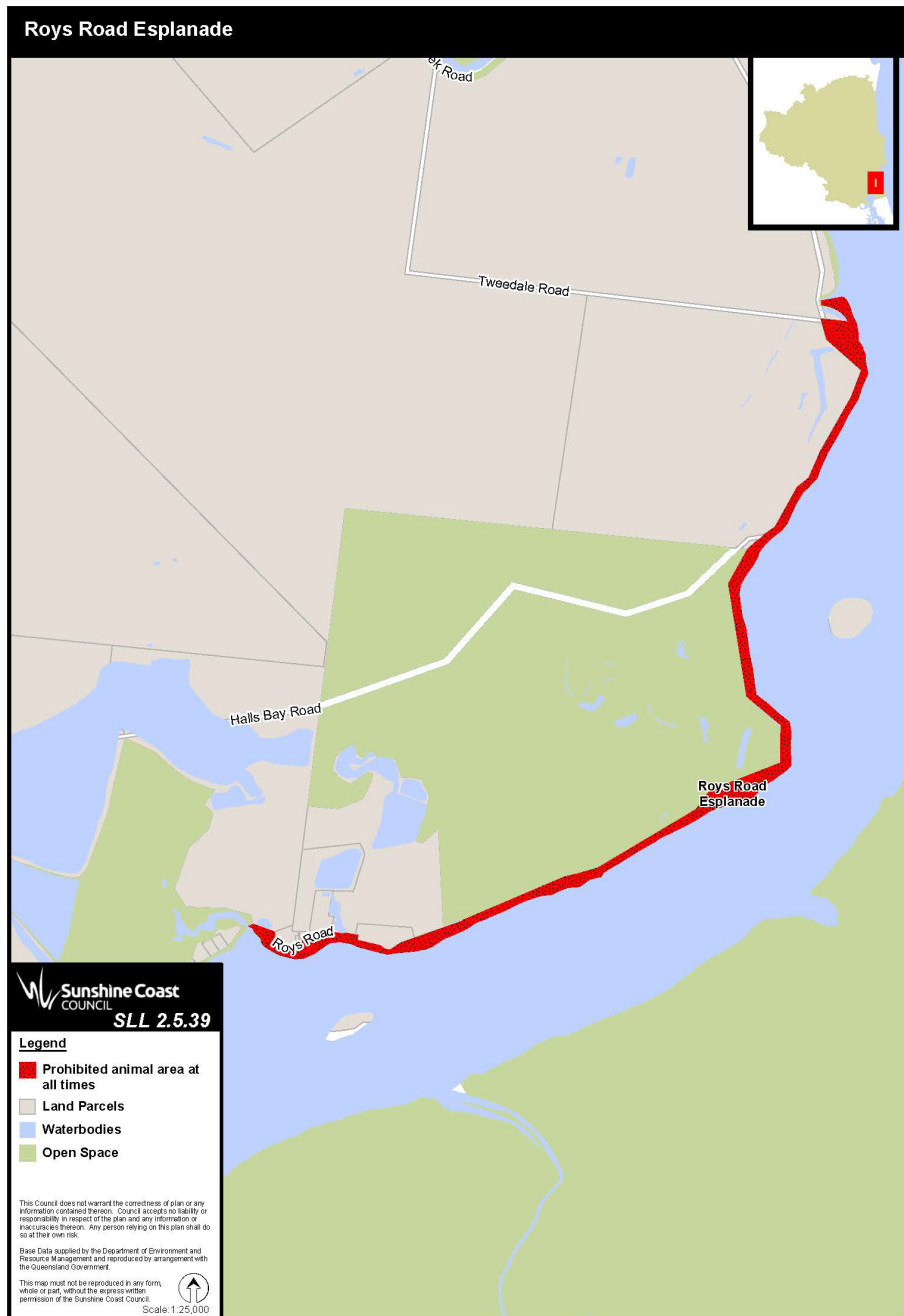 Roys Road Esplanade
ek Road
Tweedale Road
Halls Bay Road
Roys Road
Esplanade
Roys Road
Sunshine Coast
COUNCIL
SLL 2.5.39
Legend
Prohibited animal area at
all times
Land Parcels
Waterbodies
Open Space
This Council does not warrant the correctness of plan or any
information contained thereon. Council accepts no liability or
responsibility in respect of the plan and any information or
inaccuracies thereon. Any person relying on this plan shall do
so at their own risk.
Base Data supplied by the Department of Environment and
Resource Management and reproduced by arrangement with
the Queensland Government.
This map must not be reproduced in any form,
whole or part, without the express written
permission of the Sunshine Coast Council.
Scale:1:25,000